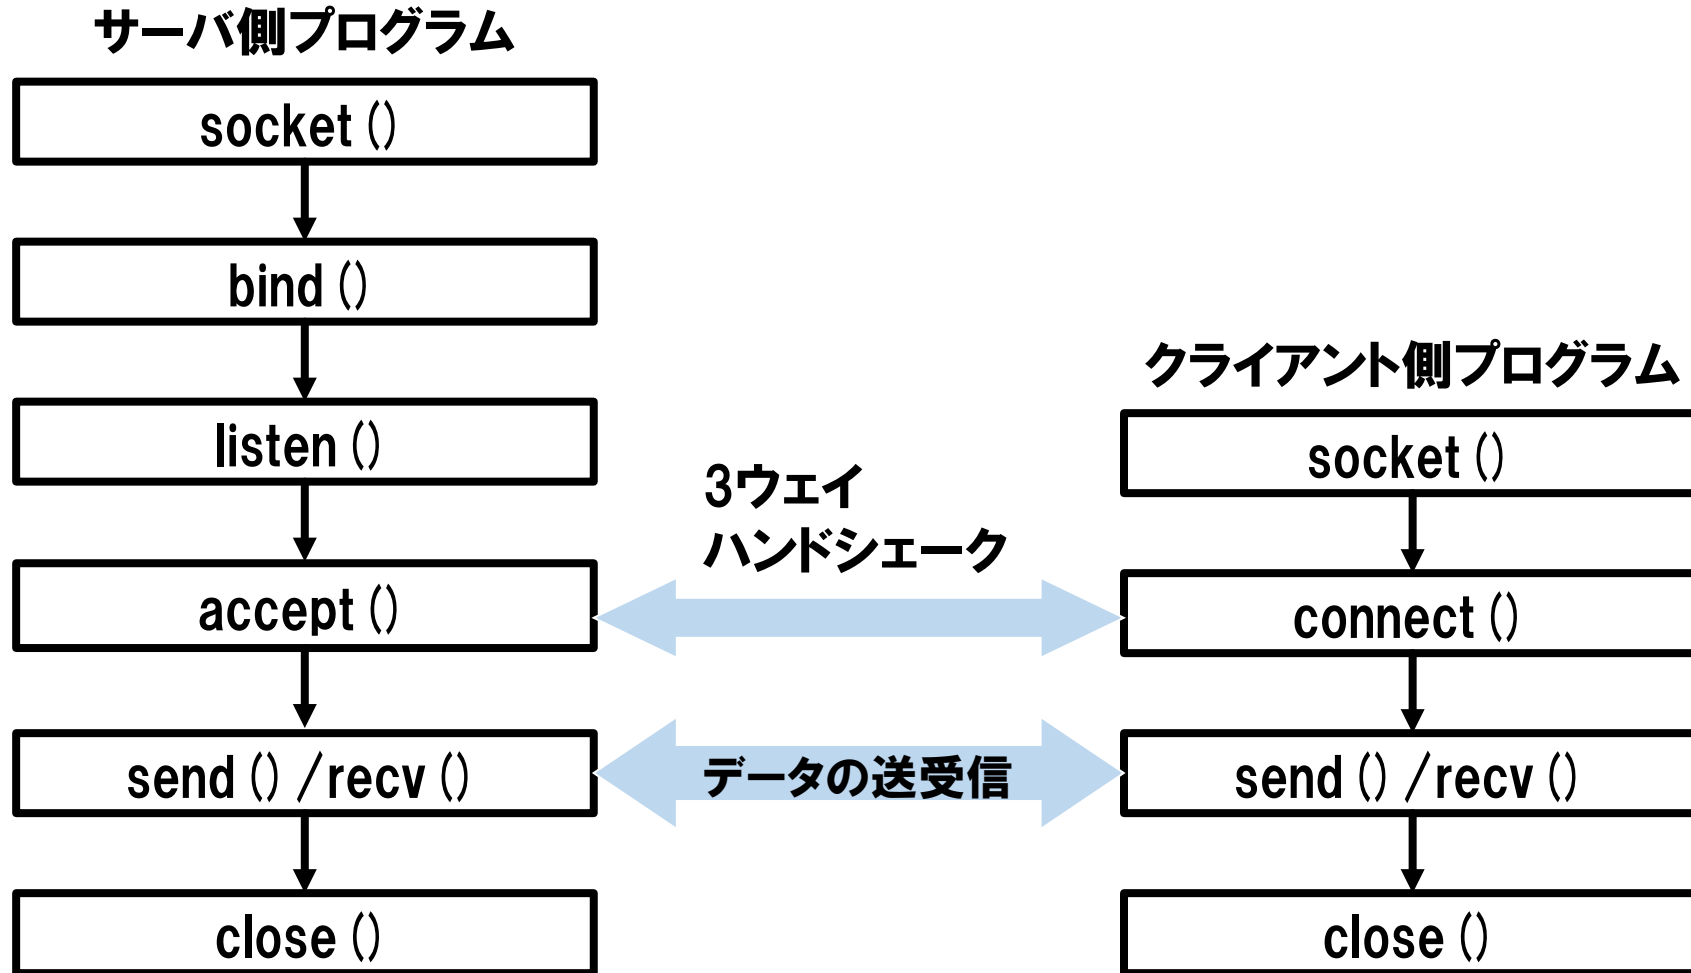 サーバ側プログラム
socket()
bind()
listen()
accept()
send()/recv()
close()
3ウェイ
ハンドシェーク
データの送受信
クライアント側プログラム
socket()
connect()
send()/recv()
close()